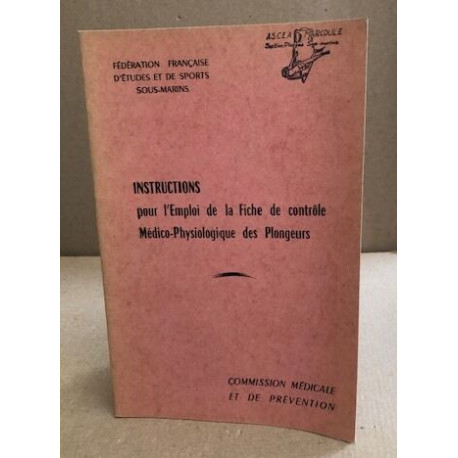 FÉDÉRATION FRANÇAISE
D'ÉTUDES ET DE SPORTS
SOUS-MARINS
A.S.C.E.A MARCOULE
INSTRUCTIONS
pour l'Emploi de la Fiche de contrôle
Médico-Physiologique des Plongeurs
COMMISSION MÉDICALE
ET DE PRÉVENTION